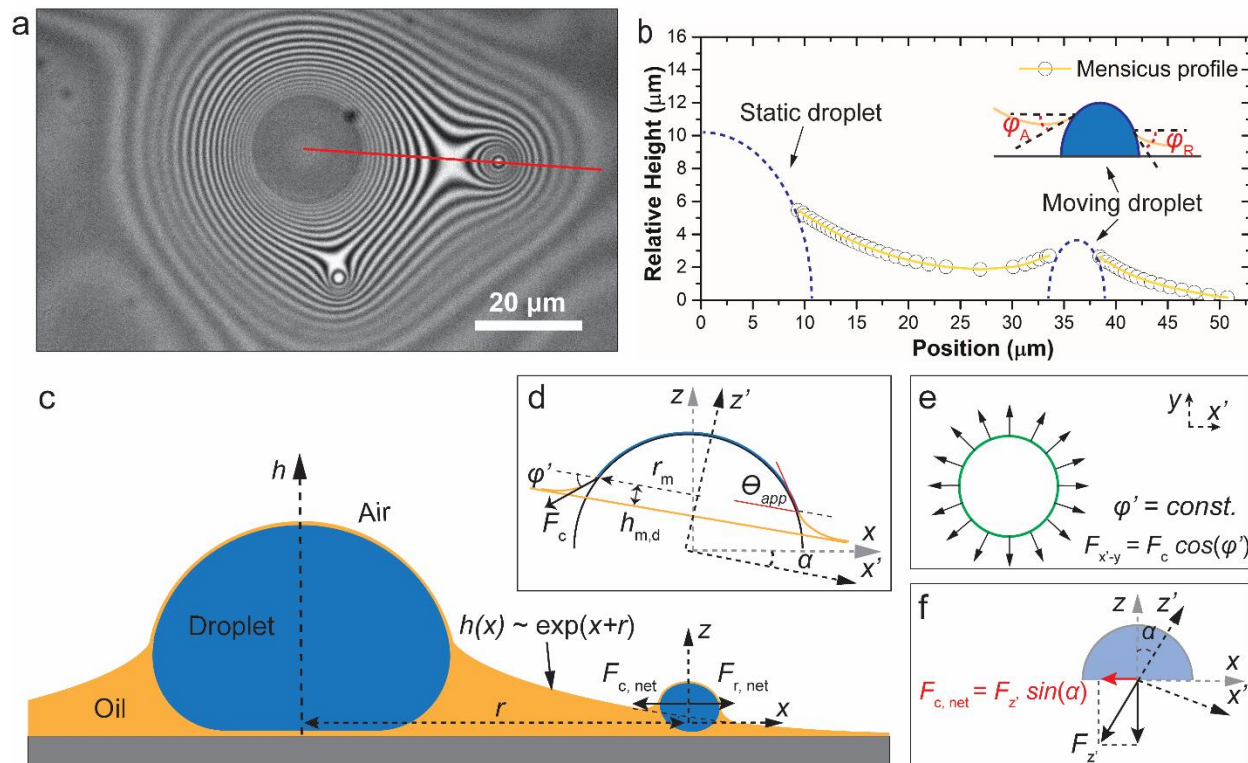 a
20 μm
b
16
14
12
10
8
6
4
2
0
Relative Height (μm)
Mensicus profile
Static droplet
φA
φR
Moving droplet
0 5 10 15 20 25 30 35 40 45 50
Position (μm)
c
h
Air
Droplet
h(x) ~ exp(x+r)
Oil
r
z
Fc, net
Fr, net
x
d
z
z'
φ'
rm
Θapp
Fc
hm,d
x
α
x'
e
y
x'
φ' = const.
Fx'-y = Fc cos(φ')
f
z
z'
α
x
x'
Fc, net = Fz' sin(α)
Fz'